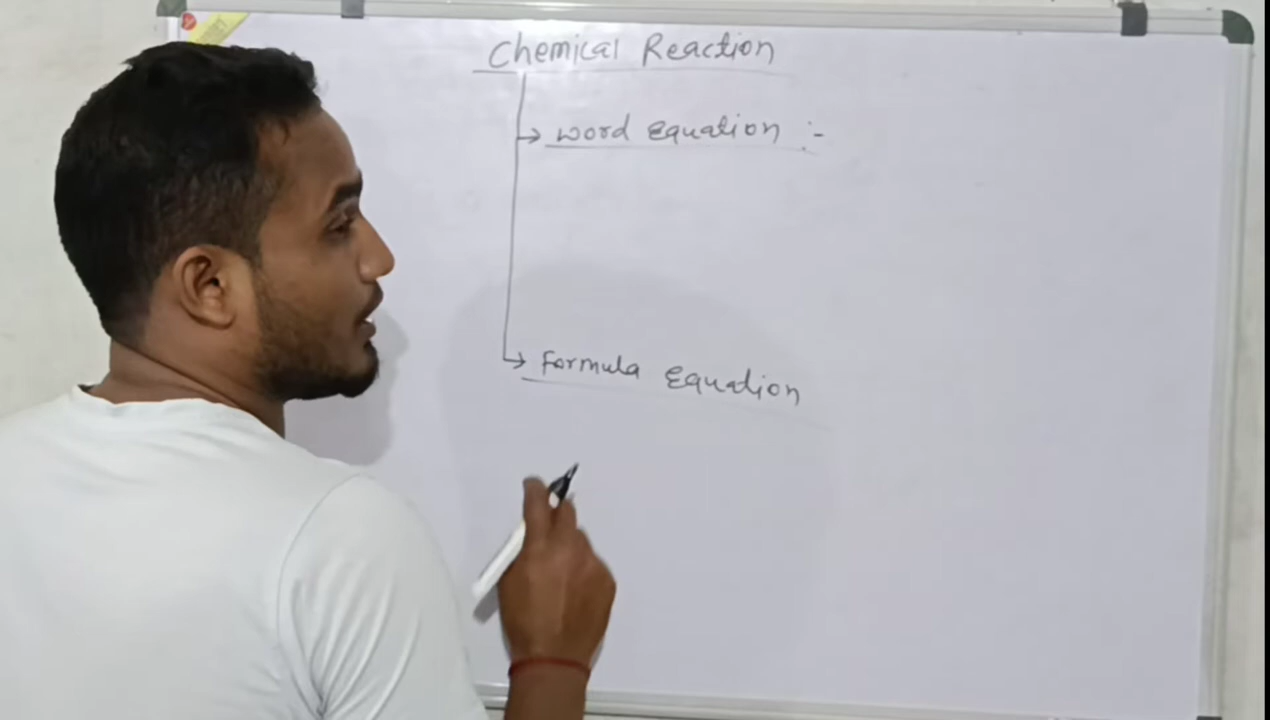 Chemical Reaction
→ word Equation :-
→ Formula Equation